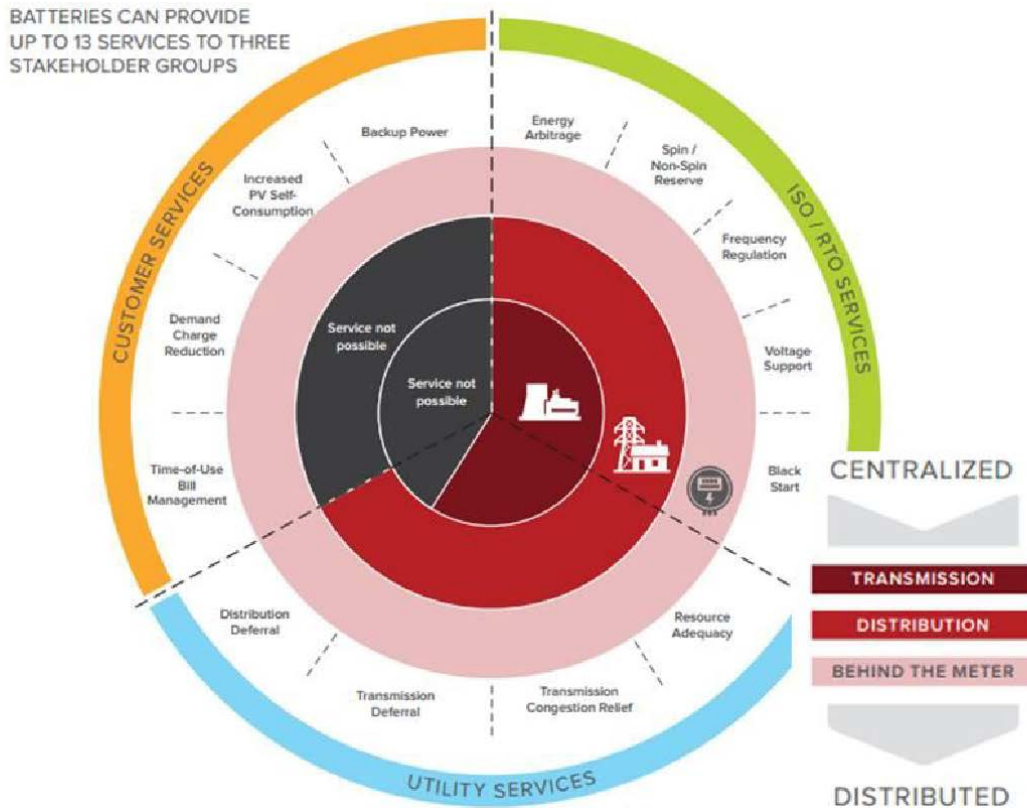 BATTERIES CAN PROVIDE
UP TO 13 SERVICES TO THREE
STAKEHOLDER GROUPS
CUSTOMER SERVICES
ISO / RTO SERVICES
UTILITY SERVICES
Backup Power
Energy
Arbitrage
Spin /
Non-Spin
Reserve
Increased
PV Self-
Consumption
Frequency
Regulation
Demand
Charge
Reduction
Service not
possible
Voltage
Support
Service not
possible
Time-of-Use
Bill
Management
Black
Start
Distribution
Deferral
Resource
Adequacy
Transmission
Deferral
Transmission
Congestion Relief
CENTRALIZED
TRANSMISSION
DISTRIBUTION
BEHIND THE METER
DISTRIBUTED